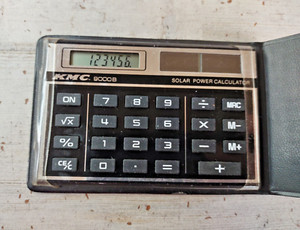 123456.
KMC 9000B SOLAR POWER CALCULATOR
ON 7 8 9 ÷ MRC
√x 4 5 6 × M−
% 1 2 3 − M+
CE/C 0 · = +